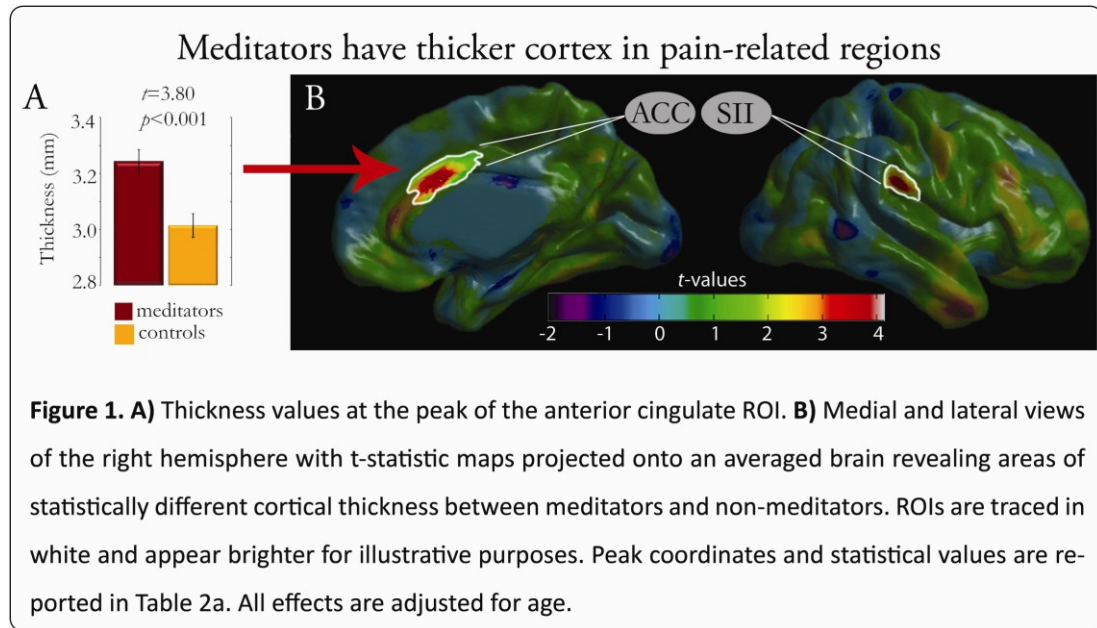 Meditators have thicker cortex in pain-related regions
A
t=3.80
p<0.001
3.4
3.2
3.0
2.8
Thickness (mm)
meditators
controls
B
ACC
SII
t-values
-2 -1 0 1 2 3 4
Figure 1. A) Thickness values at the peak of the anterior cingulate ROI. B) Medial and lateral views
of the right hemisphere with t-statistic maps projected onto an averaged brain revealing areas of
statistically different cortical thickness between meditators and non-meditators. ROIs are traced in
white and appear brighter for illustrative purposes. Peak coordinates and statistical values are re-
ported in Table 2a. All effects are adjusted for age.